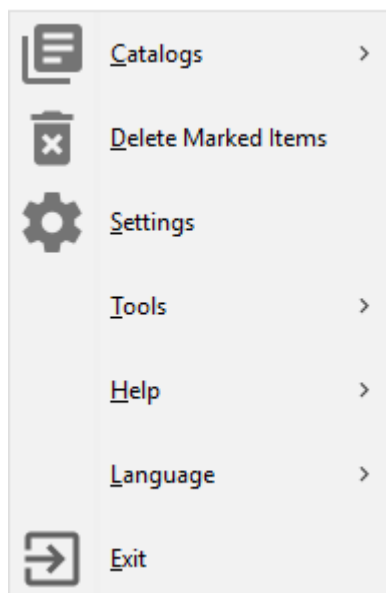 Catalogs
Delete Marked Items
Settings
Tools
Help
Language
Exit